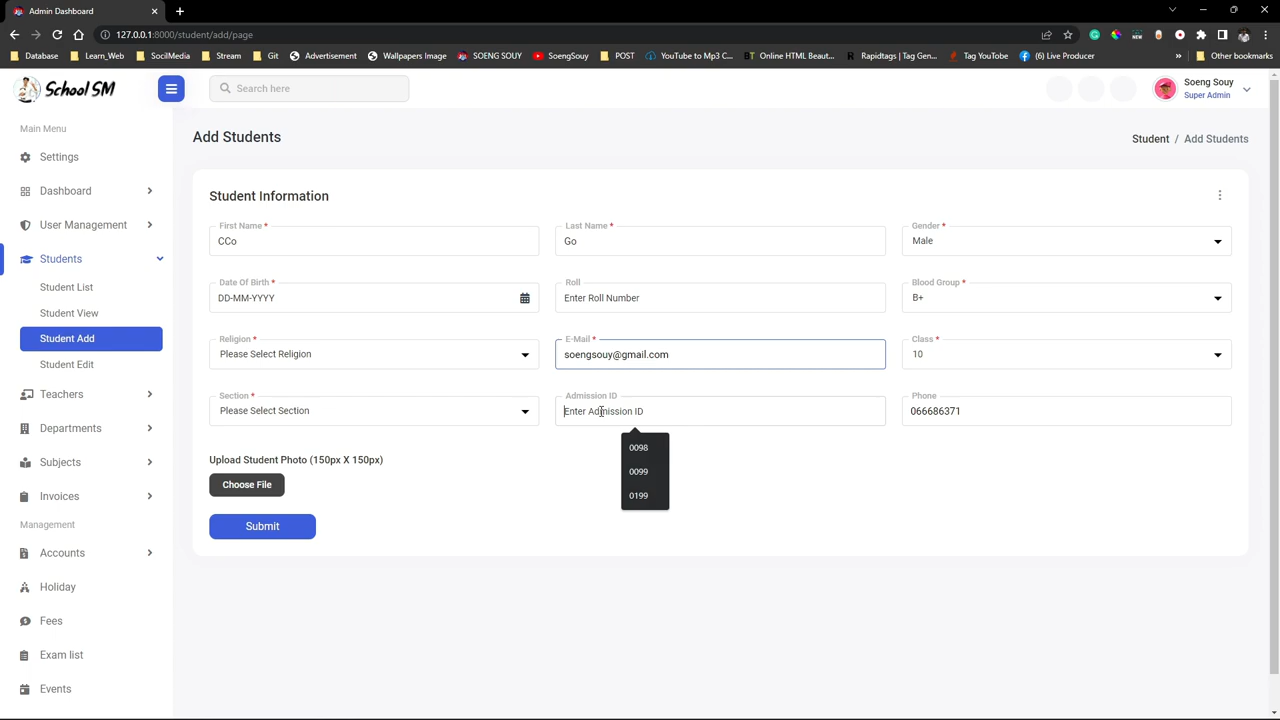 Admin Dashboard
127.0.0.1:8000/student/add/page
Database
Learn_Web
SocilMedia
Stream
Git
Advertisement
Wallpapers Image
SOENG SOUY
SoengSouy
POST
YouTube to Mp3 C...
Online HTML Beaut...
Rapidtags | Tag Gen...
Tag YouTube
(6) Live Producer
»
Other bookmarks
School SM
Search here
Soeng Souy
Super Admin
Main Menu
Settings
Dashboard
User Management
Students
Student List
Student View
Student Add
Student Edit
Teachers
Departments
Subjects
Invoices
Management
Accounts
Holiday
Fees
Exam list
Events
Add Students
Student / Add Students
Student Information
First Name *
CCo
Last Name *
Go
Gender *
Male
Date Of Birth *
DD-MM-YYYY
Roll
Enter Roll Number
Blood Group *
B+
Religion *
Please Select Religion
E-Mail *
soengsouy@gmail.com
Class *
10
Section *
Please Select Section
Admission ID
Enter Admission ID
Phone
066686371
0098
0099
0199
Upload Student Photo (150px X 150px)
Choose File
Submit